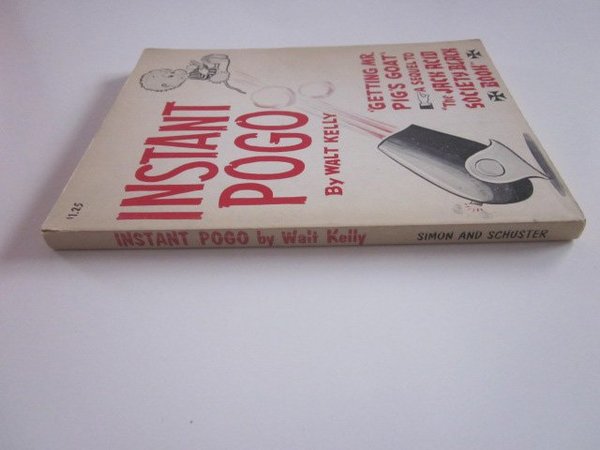 INSTANT
POGO
By WALT KELLY
"GETTING MR.
PIG'S GOAT"
A SEQUEL TO
"THE JACK ACID
SOCIETY BLACK
BOOK"
$1.25
INSTANT POGO by Walt Kelly SIMON AND SCHUSTER